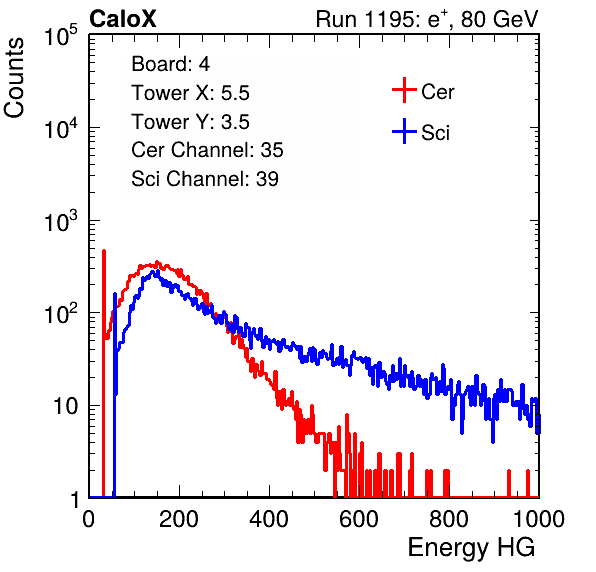 CaloX Run 1195: e⁺, 80 GeV
Counts
Board: 4
Tower X: 5.5
Tower Y: 3.5
Cer Channel: 35
Sci Channel: 39
Cer
Sci
10⁵
10⁴
10³
10²
10
1
0 200 400 600 800 1000
Energy HG